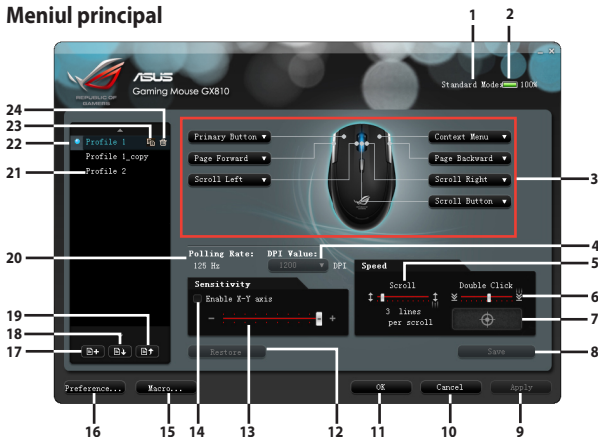 Meniul principal
1
2
REPUBLIC OF
GAMERS
ASUS
Gaming Mouse GX810
Standard Mode:
100%
24
23
22
21
Profile 1
Profile 1_copy
Profile 2
Primary Button
Page Forward
Scroll Left
Context Menu
Page Backward
Scroll Right
Scroll Button
3
4
20
Polling Rate:
125 Hz
DPI Value:
1200
DPI
Speed
5
Scroll
Double Click
6
3 lines
per scroll
7
Sensitivity
Enable X-Y axis
- +
19
18
17
Restore
Save
8
Preference...
Macro...
OK
Cancel
Apply
16
15
14
13
12
11
10
9